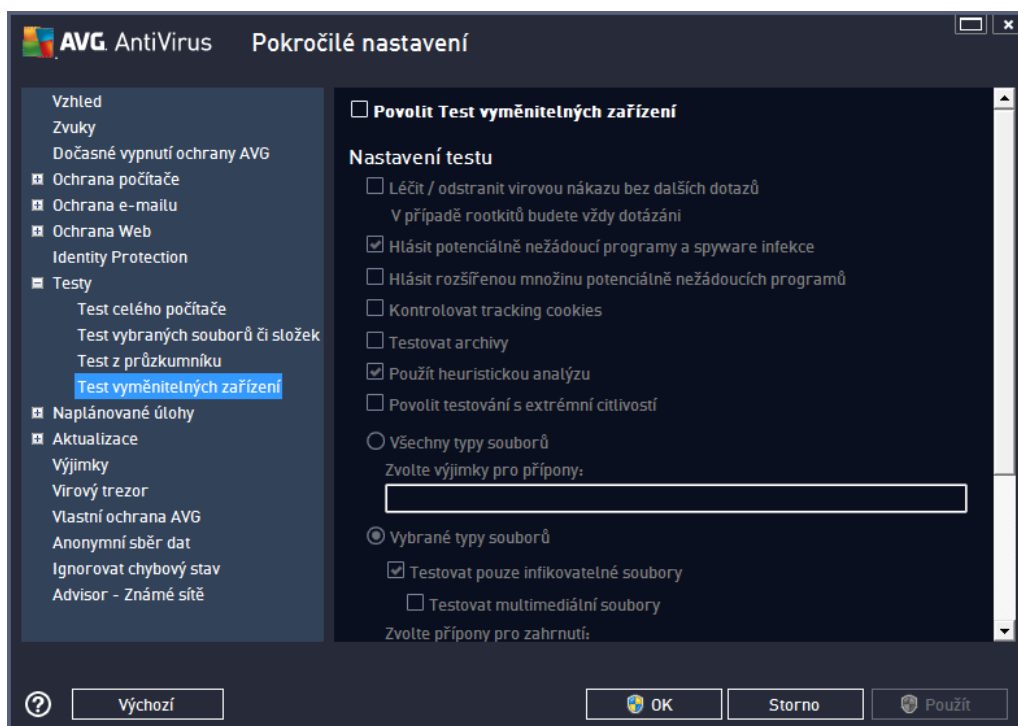 AVG. AntiVirus Pokročilé nastavení
Vzhled
Zvuky
Dočasné vypnutí ochrany AVG
Ochrana počítače
Ochrana e-mailu
Ochrana Web
Identity Protection
Testy
Test celého počítače
Test vybraných souborů či složek
Test z průzkumníku
Test vyměnitelných zařízení
Naplánované úlohy
Aktualizace
Výjimky
Virový trezor
Vlastní ochrana AVG
Anonymní sběr dat
Ignorovat chybový stav
Advisor - Známé sítě
Povolit Test vyměnitelných zařízení
Nastavení testu
Léčit / odstranit virovou nákazu bez dalších dotazů
V případě rootkitů budete vždy dotázáni
Hlásit potenciálně nežádoucí programy a spyware infekce
Hlásit rozšířenou množinu potenciálně nežádoucích programů
Kontrolovat tracking cookies
Testovat archivy
Použít heuristickou analýzu
Povolit testování s extrémní citlivostí
Všechny typy souborů
Zvolte výjimky pro přípony:
Vybrané typy souborů
Testovat pouze infikovatelné soubory
Testovat multimediální soubory
Zvolte přípony pro zahrnutí:
Výchozí
OK
Storno
Použít